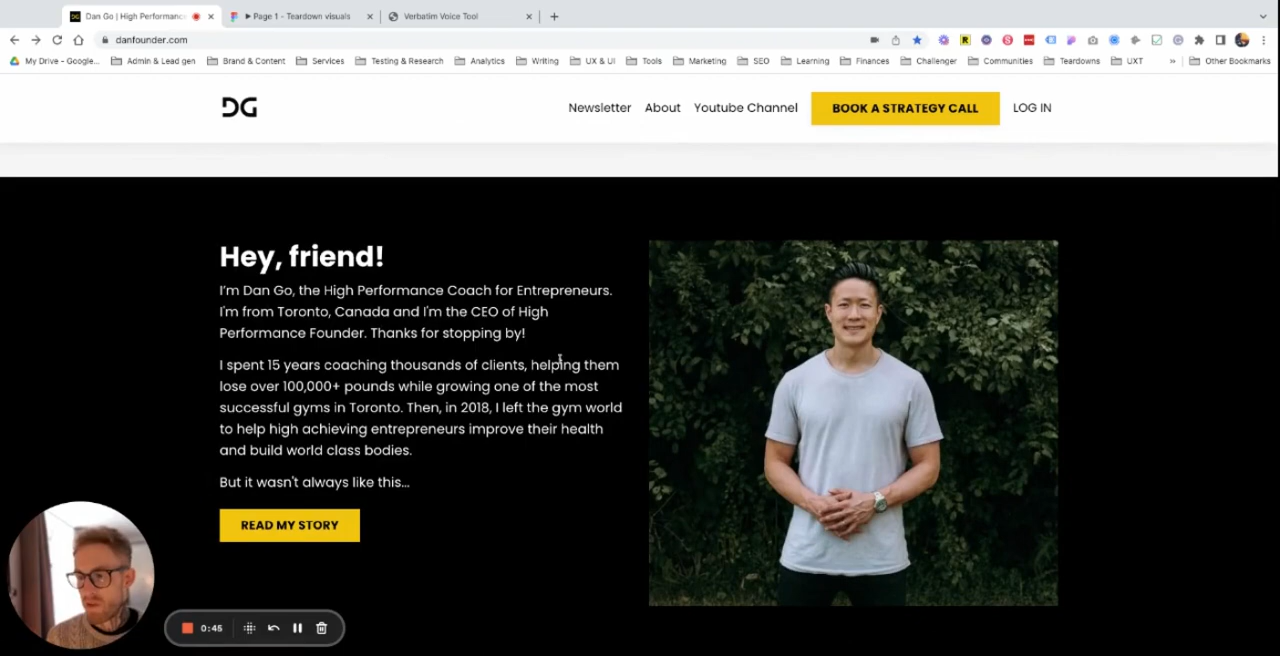 Dan Go | High Performance
Page 1 - Teardown visuals
Verbatim Voice Tool
danfounder.com
My Drive - Google...
Admin & Lead gen
Brand & Content
Services
Testing & Research
Analytics
Writing
UX & UI
Tools
Marketing
SEO
Learning
Finances
Challenger
Communities
Teardowns
UXT
Other Bookmarks
DG
Newsletter
About
Youtube Channel
BOOK A STRATEGY CALL
LOG IN
Hey, friend!
I'm Dan Go, the High Performance Coach for Entrepreneurs.
I'm from Toronto, Canada and I'm the CEO of High
Performance Founder. Thanks for stopping by!
I spent 15 years coaching thousands of clients, helping them
lose over 100,000+ pounds while growing one of the most
successful gyms in Toronto. Then, in 2018, I left the gym world
to help high achieving entrepreneurs improve their health
and build world class bodies.
But it wasn't always like this...
READ MY STORY
0:45